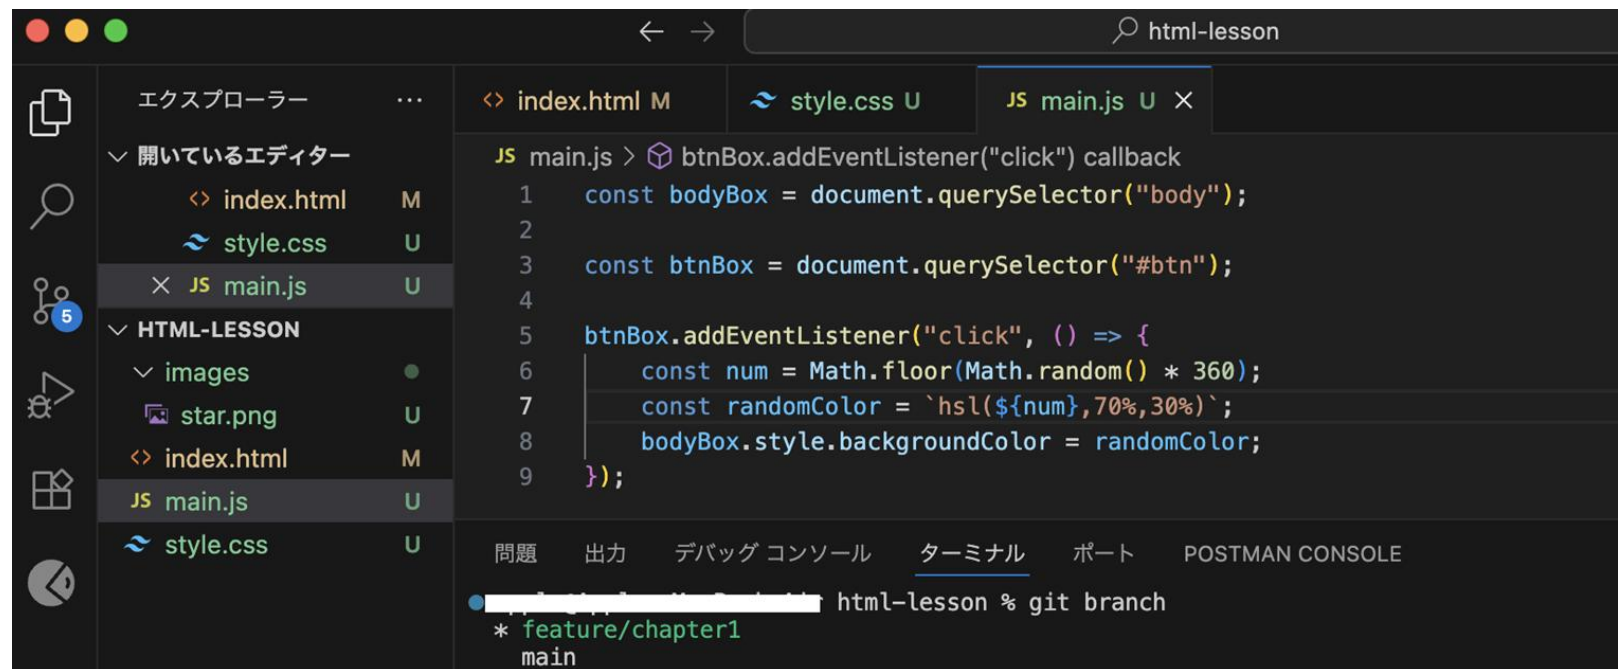 html-lesson
エクスプローラー ...
開いているエディター
index.html M
style.css U
JS main.js U
HTML-LESSON
images
star.png U
index.html M
JS main.js U
style.css U
index.html M style.css U JS main.js U
JS main.js > btnBox.addEventListener("click") callback
1 const bodyBox = document.querySelector("body");
2
3 const btnBox = document.querySelector("#btn");
4
5 btnBox.addEventListener("click", () => {
6 const num = Math.floor(Math.random() * 360);
7 const randomColor = `hsl(${num},70%,30%)`;
8 bodyBox.style.backgroundColor = randomColor;
9 });
5
問題 出力 デバッグ コンソール ターミナル ポート POSTMAN CONSOLE
html-lesson % git branch
* feature/chapter1
main